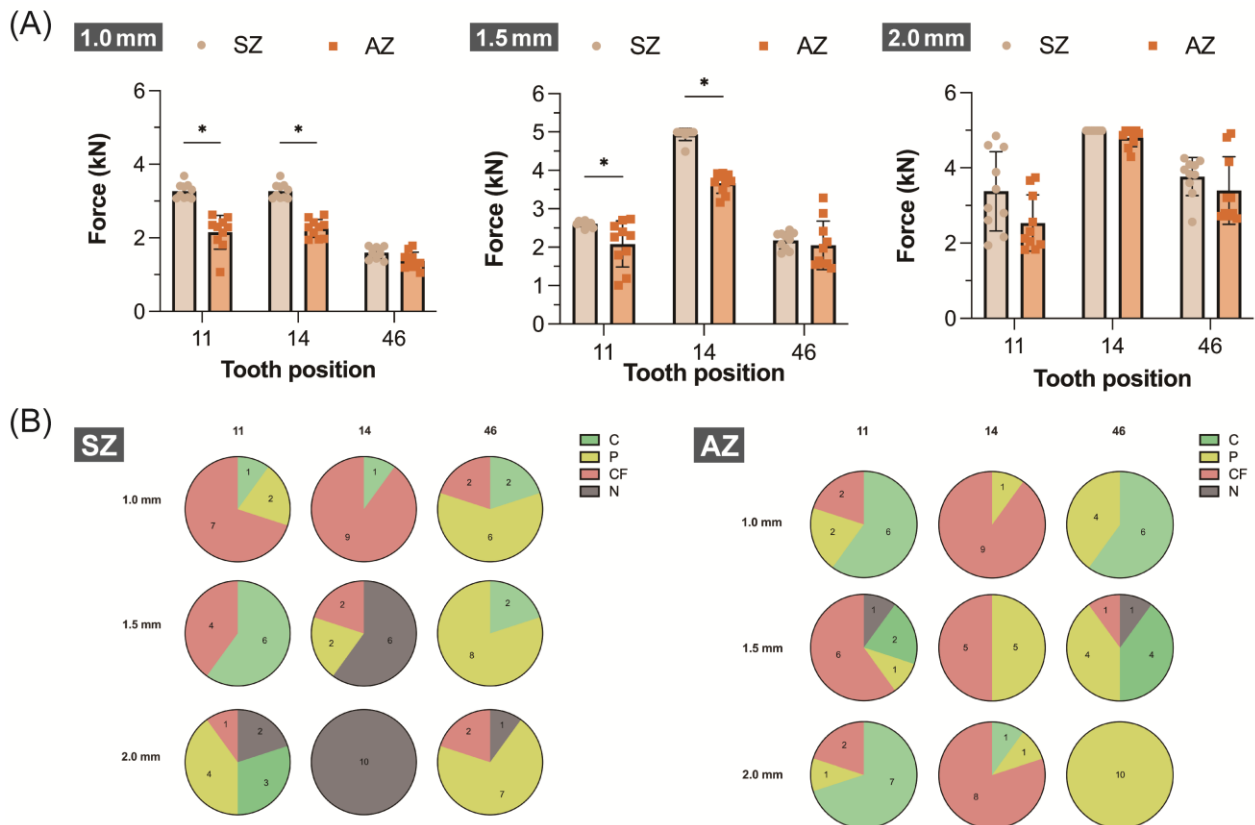 (A)
1.0 mm SZ AZ
1.5 mm SZ AZ
2.0 mm SZ AZ
Force (kN)
6
4
2
0
* *
11 14 46
Tooth position
Force (kN)
6
5
4
3
2
1
0
* *
11 14 46
Tooth position
Force (kN)
6
4
2
0
11 14 46
Tooth position
(B)
SZ
11 14 46
C
P
CF
N
1.0 mm
1 2 7
1 9
2 6 2
1.5 mm
6 4
6 2 2
2 8
2.0 mm
2 3 4 1
10
1 7 2
AZ
11 14 46
C
P
CF
N
1.0 mm
6 2 2
1 9
6 4
1.5 mm
1 2 1 6
5 5
1 4 4 1
2.0 mm
7 1 2
1 1 8
10